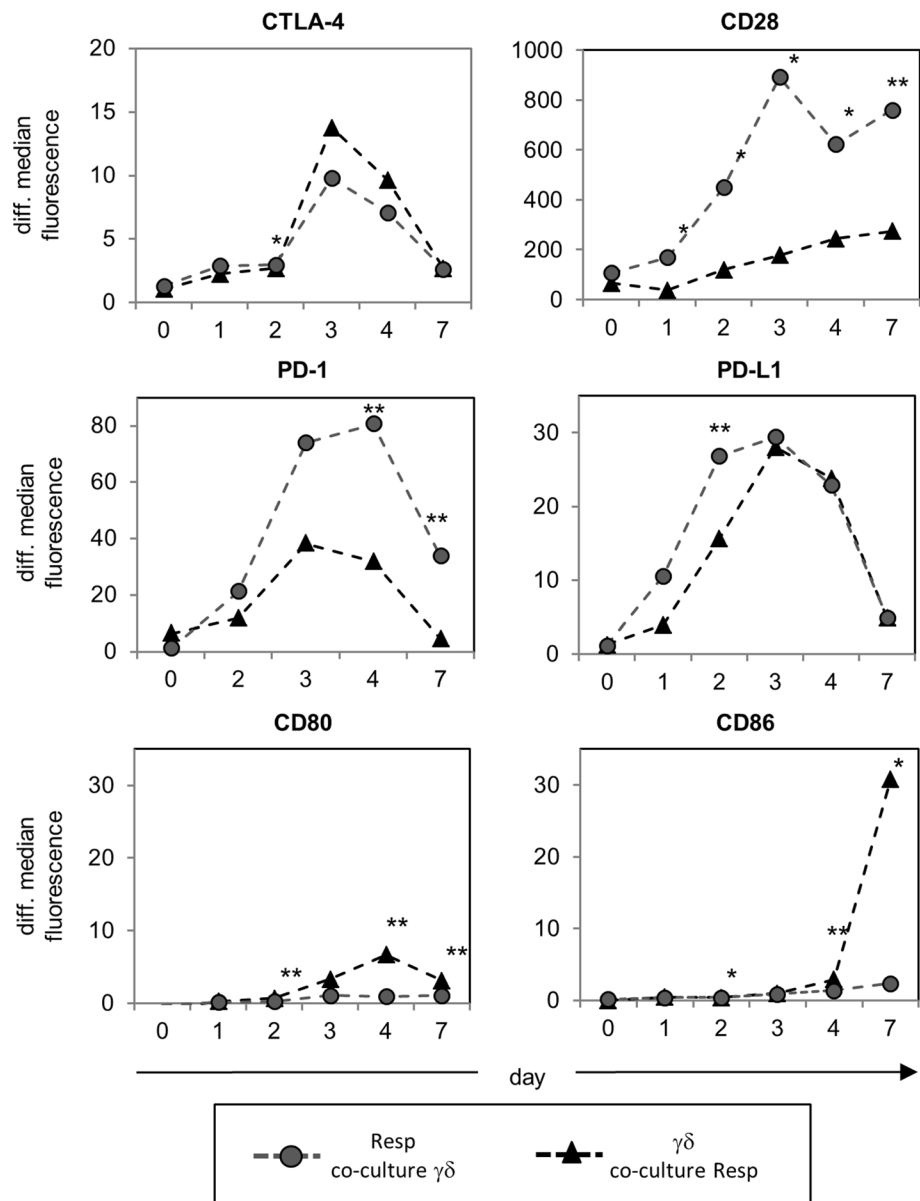 CTLA-4
CD28
diff. median
fluorescence
20
15
10
5
0
*
0 1 2 3 4 7
1000
800
600
400
200
0
* * * * **
0 1 2 3 4 7
PD-1
PD-L1
diff. median
fluorescence
80
60
40
20
0
** **
0 2 3 4 7
30
20
10
0
**
0 1 2 3 4 7
CD80
CD86
diff. median
fluorescence
30
20
10
0
** ** **
0 1 2 3 4 7
30
20
10
0
* ** *
0 1 2 3 4 7
day
Resp
co-culture γδ
γδ
co-culture Resp